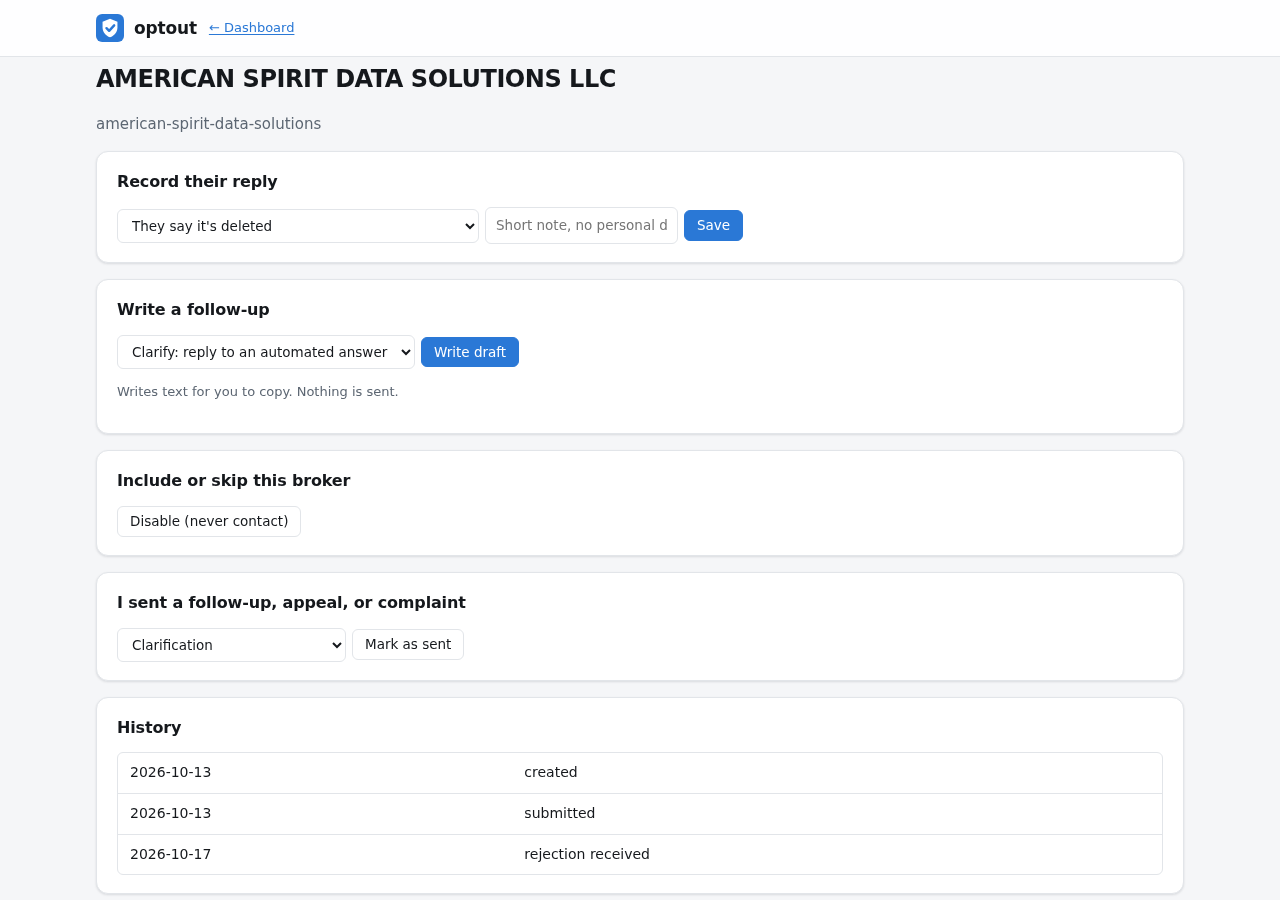 optout ← Dashboard
AMERICAN SPIRIT DATA SOLUTIONS LLC
american-spirit-data-solutions
Record their reply
They say it's deleted Short note, no personal d Save
Write a follow-up
Clarify: reply to an automated answer Write draft
Writes text for you to copy. Nothing is sent.
Include or skip this broker
Disable (never contact)
I sent a follow-up, appeal, or complaint
Clarification Mark as sent
History
2026-10-13 created
2026-10-13 submitted
2026-10-17 rejection received